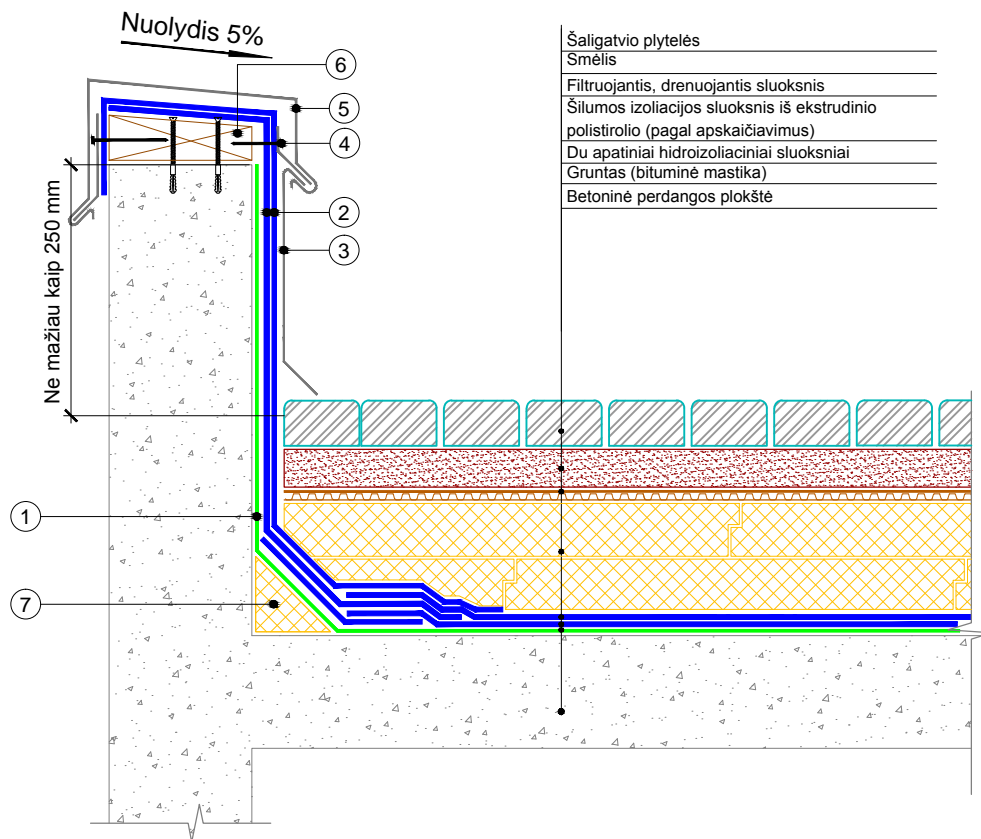 Nuolydis 5%
Šaligatvio plytelės
Smėlis
Filtruojantis, drenuojantis sluoksnis
Šilumos izoliacijos sluoksnis iš ekstrudinio
polistirolio (pagal apskaičiavimus)
Du apatiniai hidroizoliaciniai sluoksniai
Gruntas (bituminė mastika)
Betoninė perdangos plokštė
6
5
4
2
3
Ne mažiau kaip 250 mm
1
7